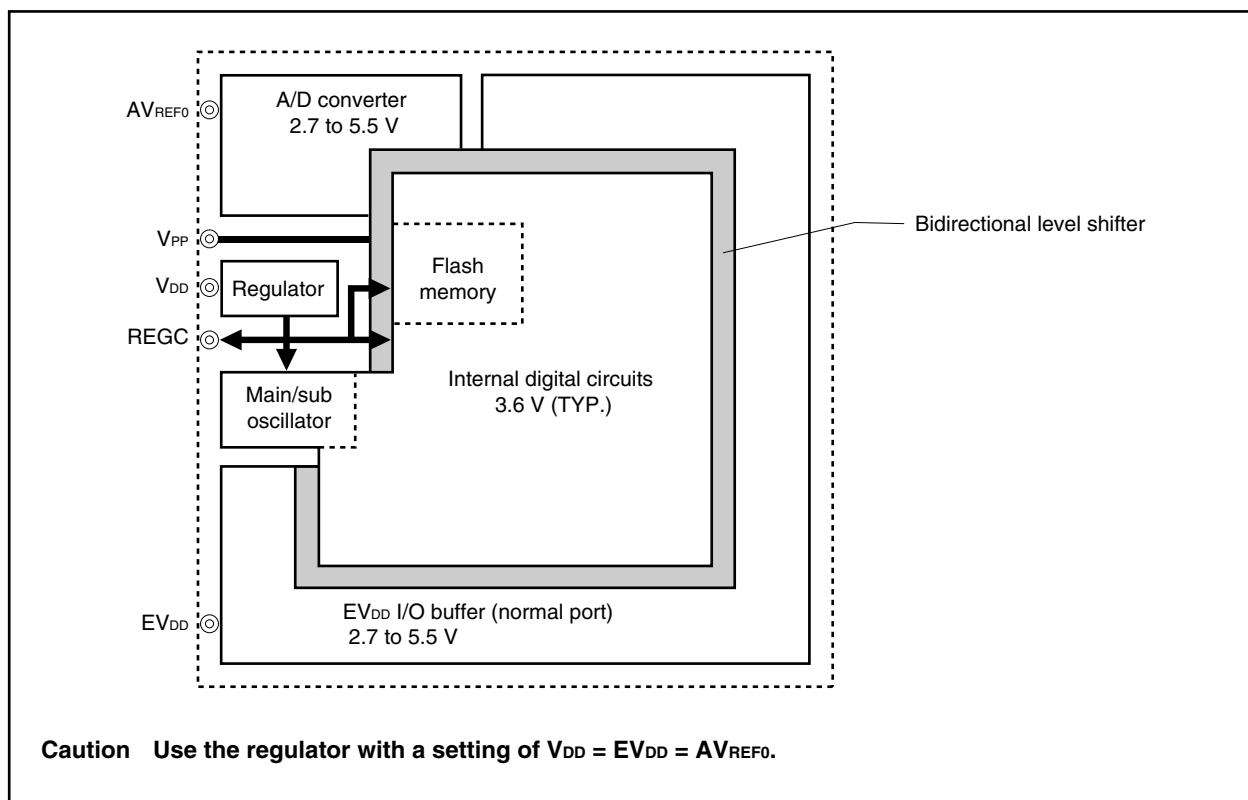 A/D converter
2.7 to 5.5 V
AVREF0
Bidirectional level shifter
VPP
Flash
memory
VDD
Regulator
REGC
Internal digital circuits
3.6 V (TYP.)
Main/sub
oscillator
EVDD I/O buffer (normal port)
2.7 to 5.5 V
EVDD
Caution Use the regulator with a setting of VDD = EVDD = AVREF0.